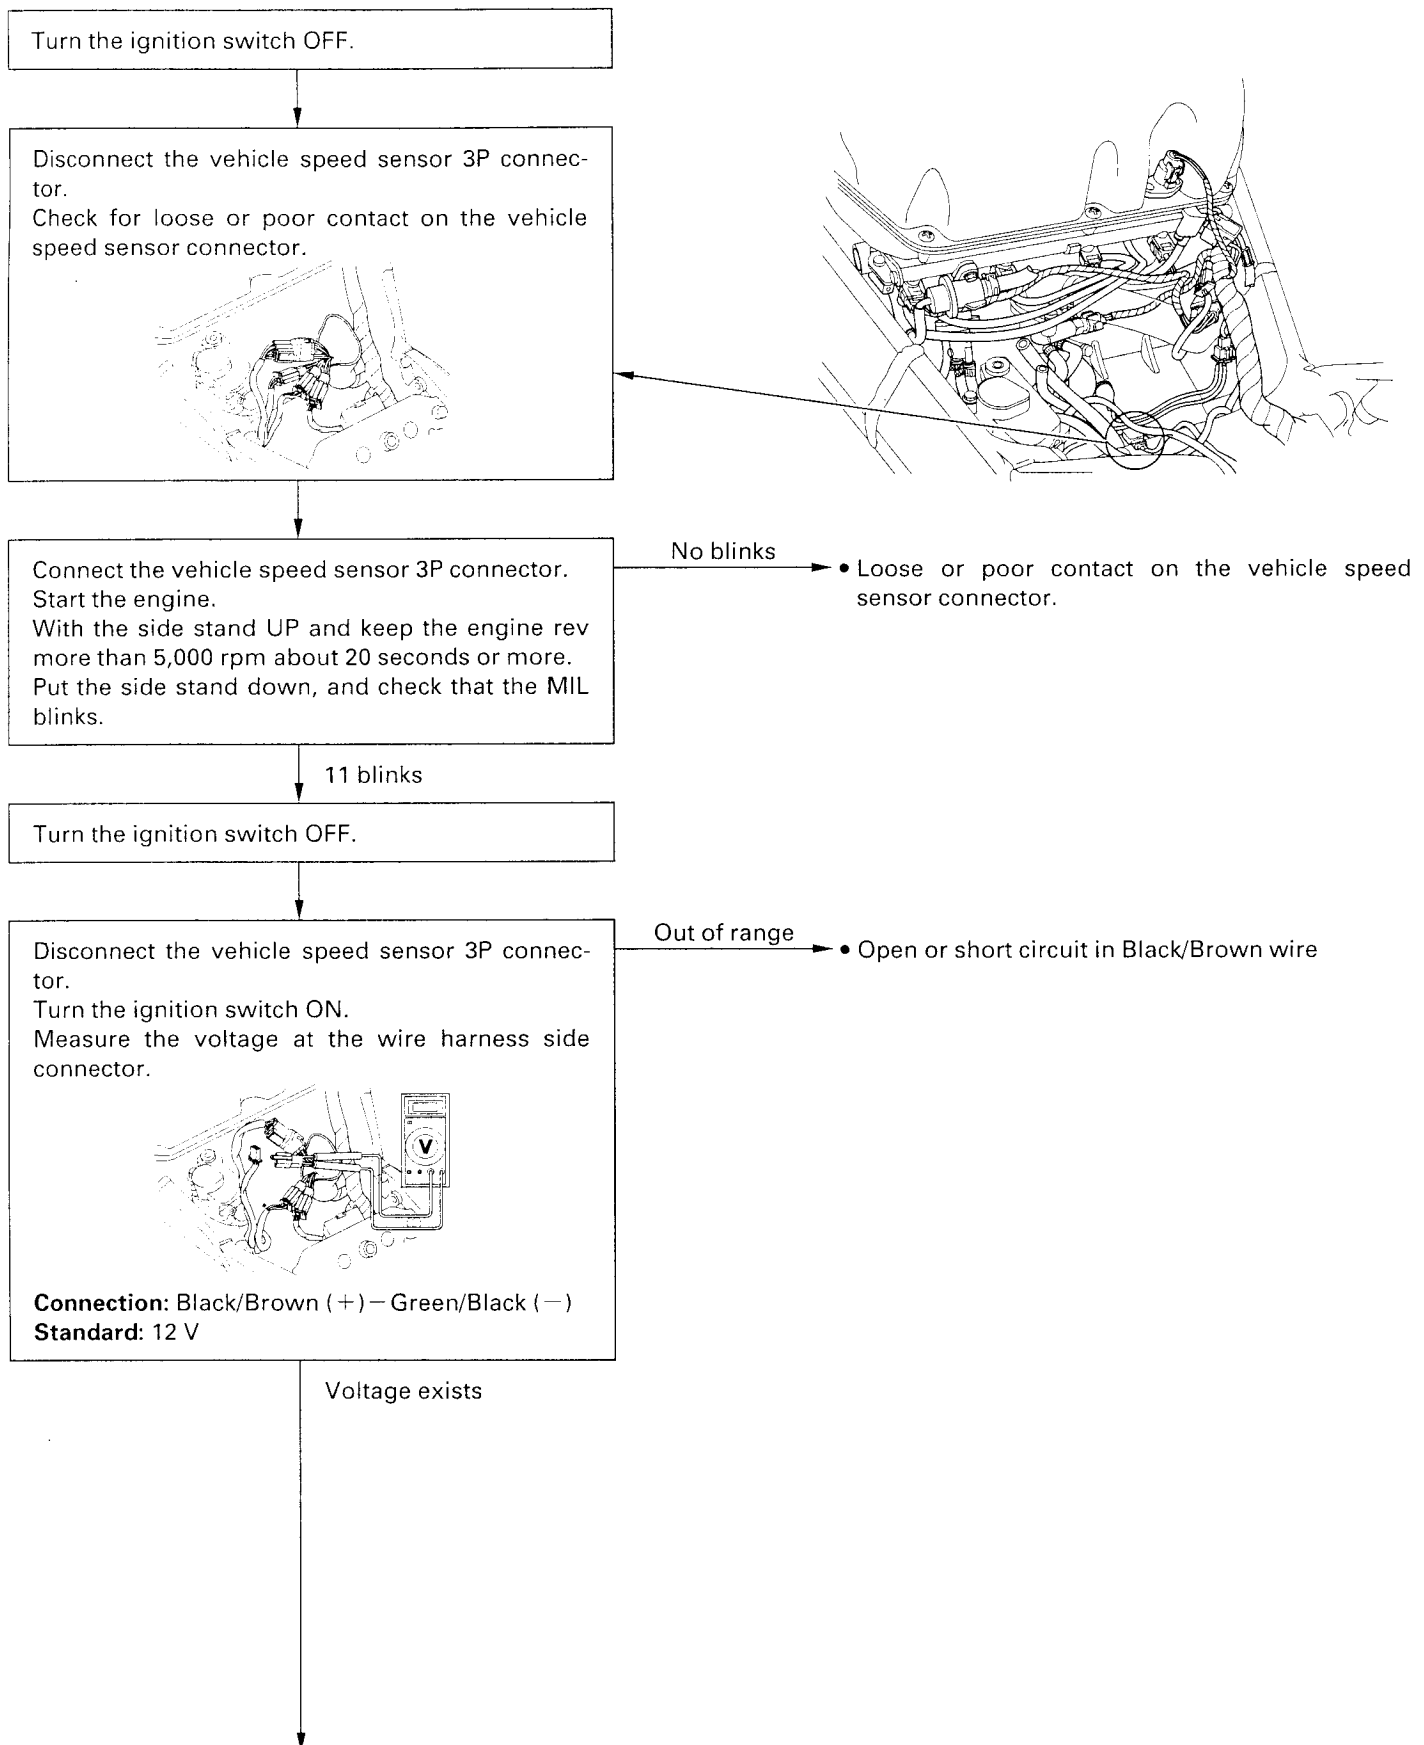 Turn the ignition switch OFF.
Disconnect the vehicle speed sensor 3P connec-
tor.
Check for loose or poor contact on the vehicle
speed sensor connector.
Connect the vehicle speed sensor 3P connector.
Start the engine.
With the side stand UP and keep the engine rev
more than 5,000 rpm about 20 seconds or more.
Put the side stand down, and check that the MIL
blinks.
No blinks
• Loose or poor contact on the vehicle speed
sensor connector.
11 blinks
Turn the ignition switch OFF.
Disconnect the vehicle speed sensor 3P connec-
tor.
Turn the ignition switch ON.
Measure the voltage at the wire harness side
connector.
V
Connection: Black/Brown (+)−Green/Black (−)
Standard: 12 V
Out of range
• Open or short circuit in Black/Brown wire
Voltage exists